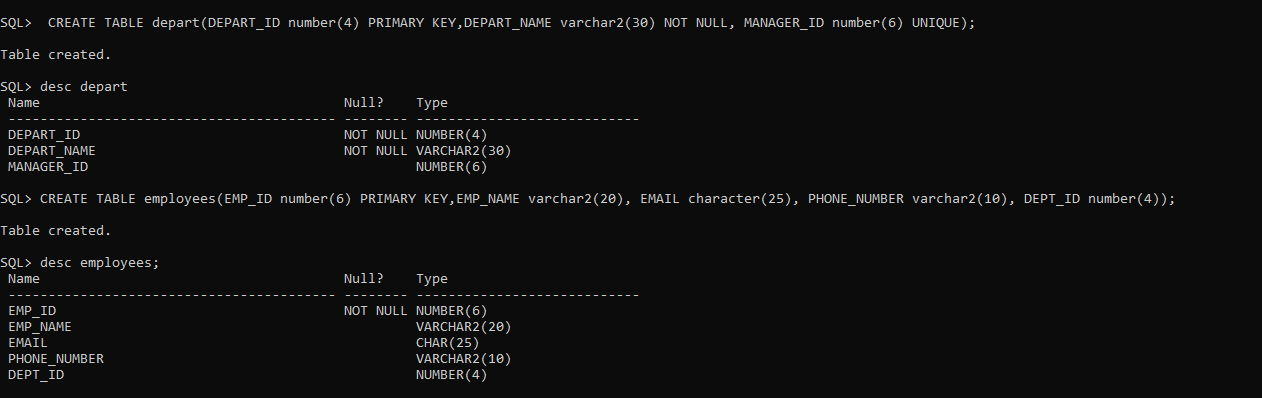 SQL>  CREATE TABLE depart(DEPART_ID number(4) PRIMARY KEY,DEPART_NAME varchar2(30) NOT NULL, MANAGER_ID number(6) UNIQUE);
Table created.
SQL> desc depart
 Name                                      Null?    Type
 ----------------------------------------- -------- ----------------------------
 DEPART_ID                                 NOT NULL NUMBER(4)
 DEPART_NAME                               NOT NULL VARCHAR2(30)
 MANAGER_ID                                         NUMBER(6)
SQL> CREATE TABLE employees(EMP_ID number(6) PRIMARY KEY,EMP_NAME varchar2(20), EMAIL character(25), PHONE_NUMBER varchar2(10), DEPT_ID number(4));
Table created.
SQL> desc employees;
 Name                                      Null?    Type
 ----------------------------------------- -------- ----------------------------
 EMP_ID                                    NOT NULL NUMBER(6)
 EMP_NAME                                           VARCHAR2(20)
 EMAIL                                              CHAR(25)
 PHONE_NUMBER                                       VARCHAR2(10)
 DEPT_ID                                            NUMBER(4)